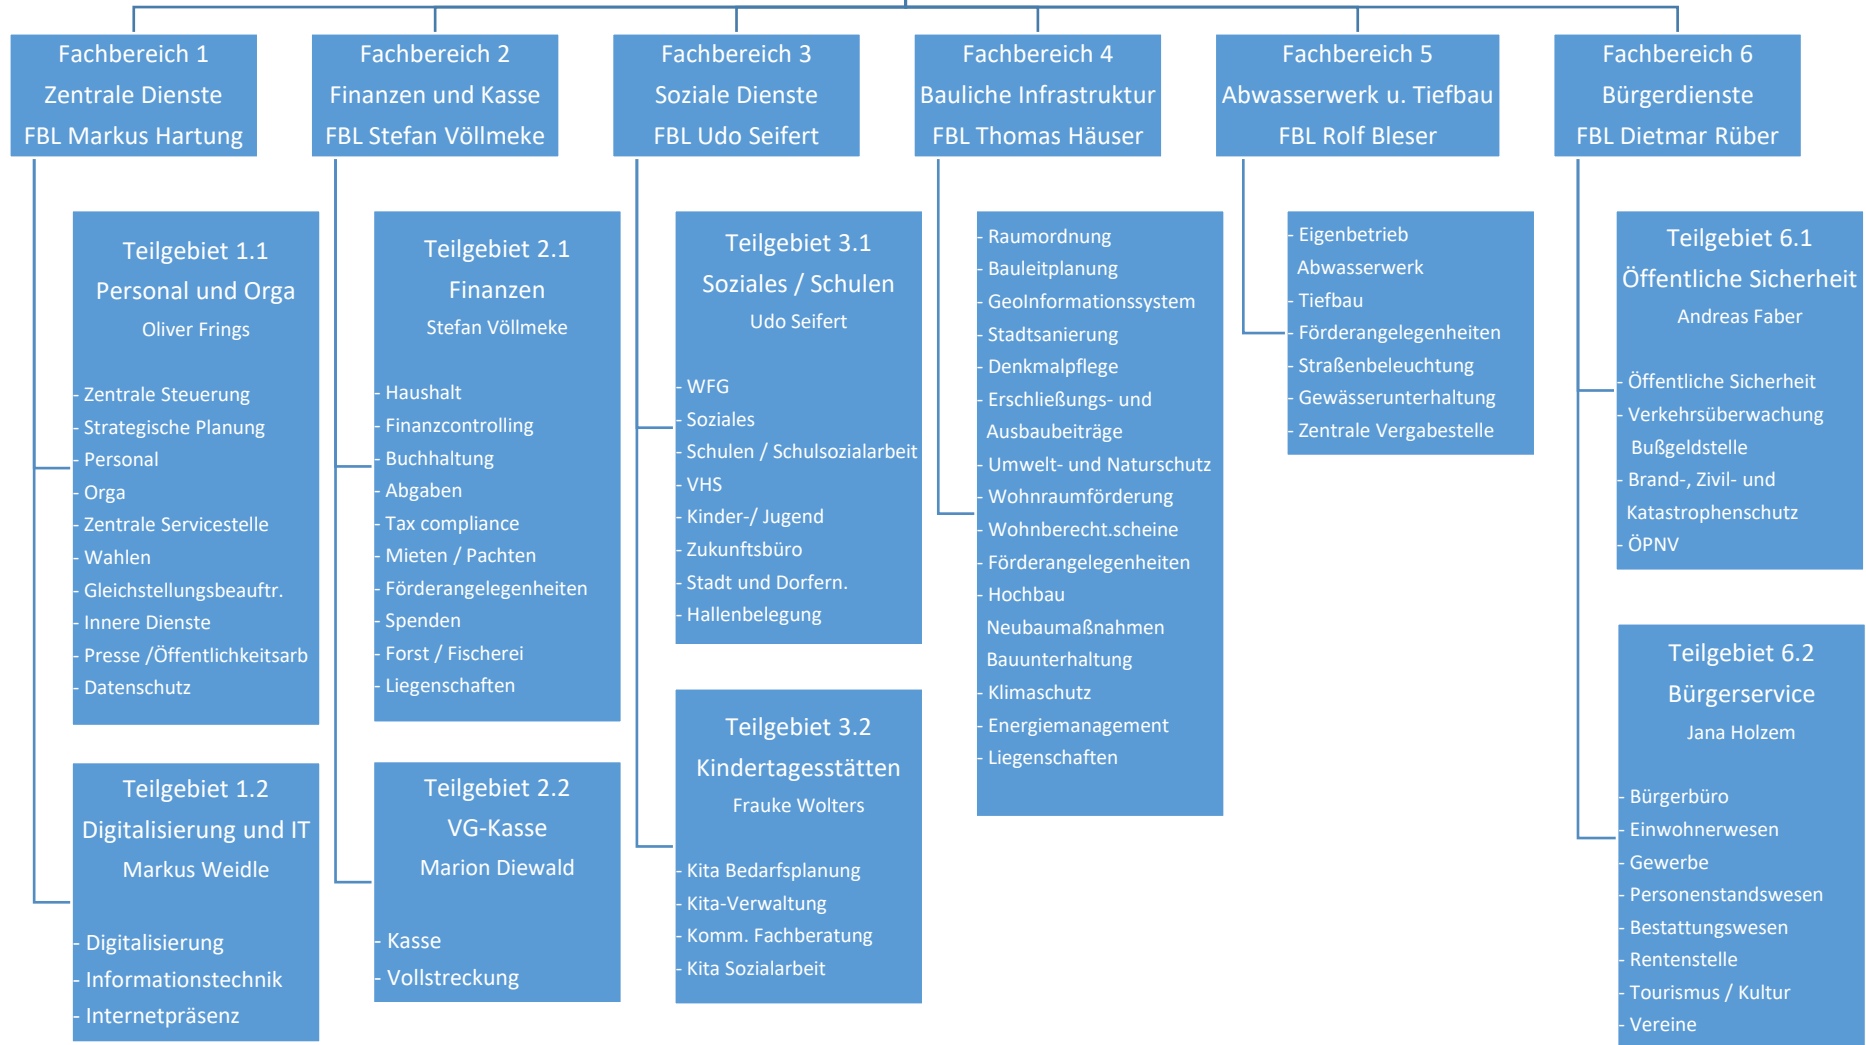 Fachbereich 1
Zentrale Dienste
FBL Markus Hartung
Teilgebiet 1.1
Personal und Orga
Oliver Frings
- Zentrale Steuerung
- Strategische Planung
- Personal
- Orga
- Zentrale Servicestelle
- Wahlen
- Gleichstellungsbeauftr.
- Innere Dienste
- Presse /Öffentlichkeitsarb
- Datenschutz
Teilgebiet 1.2
Digitalisierung und IT
Markus Weidle
- Digitalisierung
- Informationstechnik
- Internetpräsenz
Fachbereich 2
Finanzen und Kasse
FBL Stefan Völlmeke
Teilgebiet 2.1
Finanzen
Stefan Völlmeke
- Haushalt
- Finanzcontrolling
- Buchhaltung
- Abgaben
- Tax compliance
- Mieten / Pachten
- Förderangelegenheiten
- Spenden
- Forst / Fischerei
- Liegenschaften
Teilgebiet 2.2
VG-Kasse
Marion Diewald
- Kasse
- Vollstreckung
Fachbereich 3
Soziale Dienste
FBL Udo Seifert
Teilgebiet 3.1
Soziales / Schulen
Udo Seifert
- WFG
- Soziales
- Schulen / Schulsozialarbeit
- VHS
- Kinder-/ Jugend
- Zukunftsbüro
- Stadt und Dorfern.
- Hallenbelegung
Teilgebiet 3.2
Kindertagesstätten
Frauke Wolters
- Kita Bedarfsplanung
- Kita-Verwaltung
- Komm. Fachberatung
- Kita Sozialarbeit
Fachbereich 4
Bauliche Infrastruktur
FBL Thomas Häuser
- Raumordnung
- Bauleitplanung
- GeoInformationssystem
- Stadtsanierung
- Denkmalpflege
- Erschließungs- und
Ausbaubeiträge
- Umwelt- und Naturschutz
- Wohnraumförderung
- Wohnberecht.scheine
- Förderangelegenheiten
- Hochbau
Neubaumaßnahmen
Bauunterhaltung
- Klimaschutz
- Energiemanagement
- Liegenschaften
Fachbereich 5
Abwasserwerk u. Tiefbau
FBL Rolf Bleser
- Eigenbetrieb
Abwasserwerk
- Tiefbau
- Förderangelegenheiten
- Straßenbeleuchtung
- Gewässerunterhaltung
- Zentrale Vergabestelle
Fachbereich 6
Bürgerdienste
FBL Dietmar Rüber
Teilgebiet 6.1
Öffentliche Sicherheit
Andreas Faber
- Öffentliche Sicherheit
- Verkehrsüberwachung
Bußgeldstelle
- Brand-, Zivil- und
Katastrophenschutz
- ÖPNV
Teilgebiet 6.2
Bürgerservice
Jana Holzem
- Bürgerbüro
- Einwohnerwesen
- Gewerbe
- Personenstandswesen
- Bestattungswesen
- Rentenstelle
- Tourismus / Kultur
- Vereine